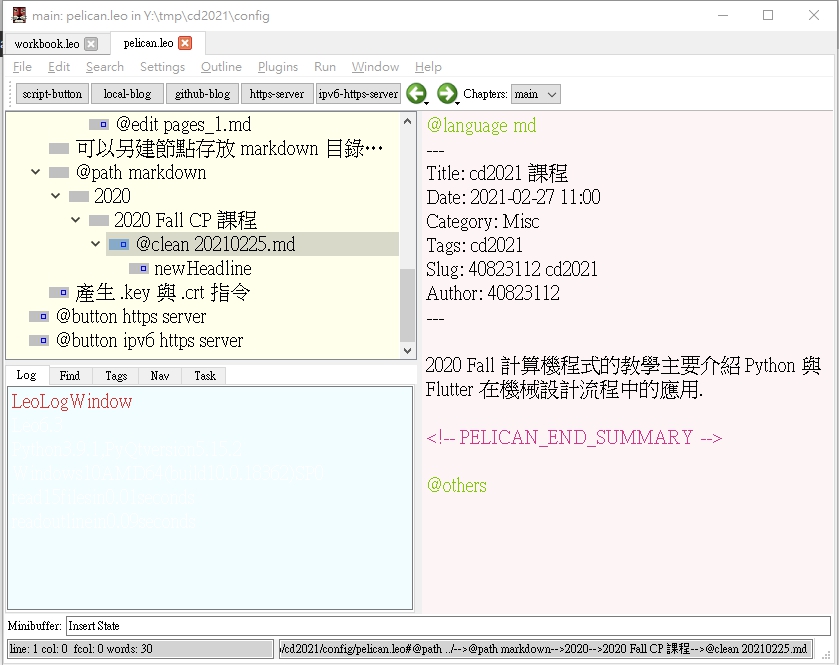 main: pelican.leo in Y:\tmp\cd2021\config
workbook.leo pelican.leo
File Edit Search Settings Outline Plugins Run Window Help
script-button local-blog github-blog https-server ipv6-https-server Chapters: main
@edit pages_1.md
可以另建節點存放 markdown 目錄…
@path markdown
2020
2020 Fall CP 課程
@clean 20210225.md
newHeadline
產生 .key 與 .crt 指令
@button https server
@button ipv6 https server
Log Find Tags Nav Task
LeoLogWindow
@language md
---
Title: cd2021 課程
Date: 2021-02-27 11:00
Category: Misc
Tags: cd2021
Slug: 40823112 cd2021
Author: 40823112
---
2020 Fall 計算機程式的教學主要介紹 Python 與
Flutter 在機械設計流程中的應用.
<!-- PELICAN_END_SUMMARY -->
@others
Minibuffer: Insert State
line: 1 col: 0 fcol: 0 words: 30
/cd2021/config/pelican.leo#@path ../-->@path markdown-->2020-->2020 Fall CP 課程-->@clean 20210225.md